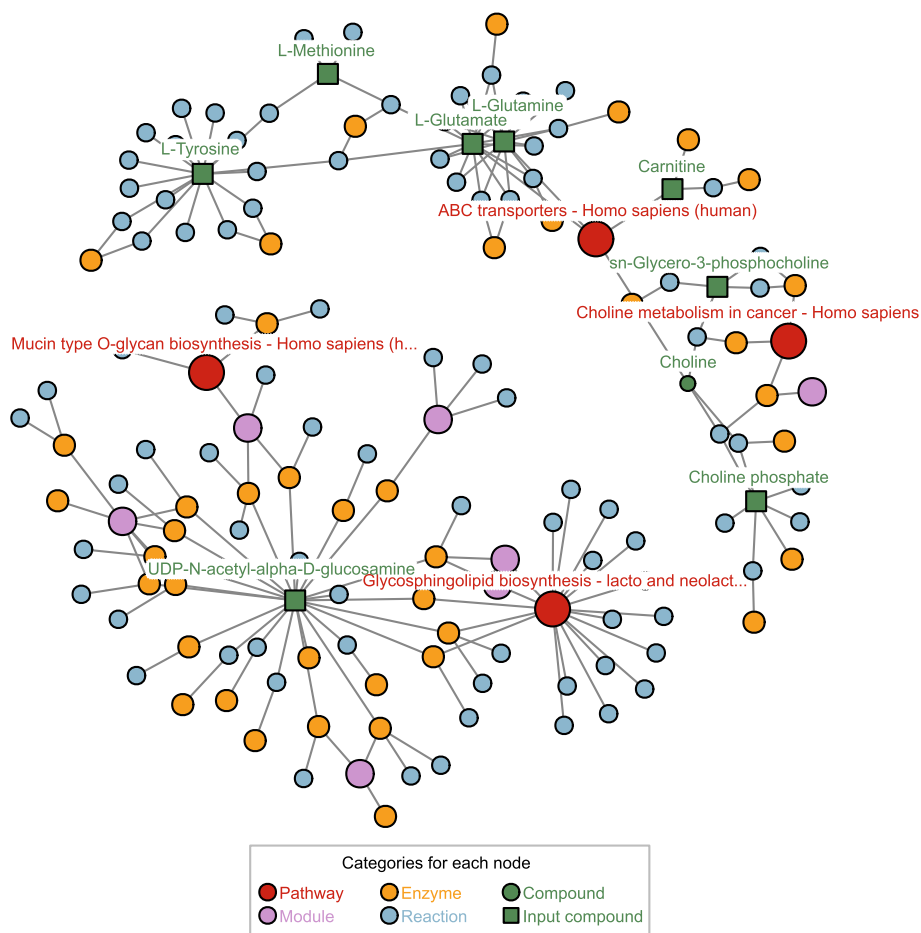 L-Methionine
L-Glutamine
L-Glutamate
L-Tyrosine
Carnitine
ABC transporters - Homo sapiens (human)
sn-Glycero-3-phosphocholine
Choline metabolism in cancer - Homo sapiens
Mucin type O-glycan biosynthesis - Homo sapiens (h...
Choline
Choline phosphate
UDP-N-acetyl-alpha-D-glucosamine
Glycosphingolipid biosynthesis - lacto and neolact...
Categories for each node
Pathway Enzyme Compound
Module Reaction Input compound